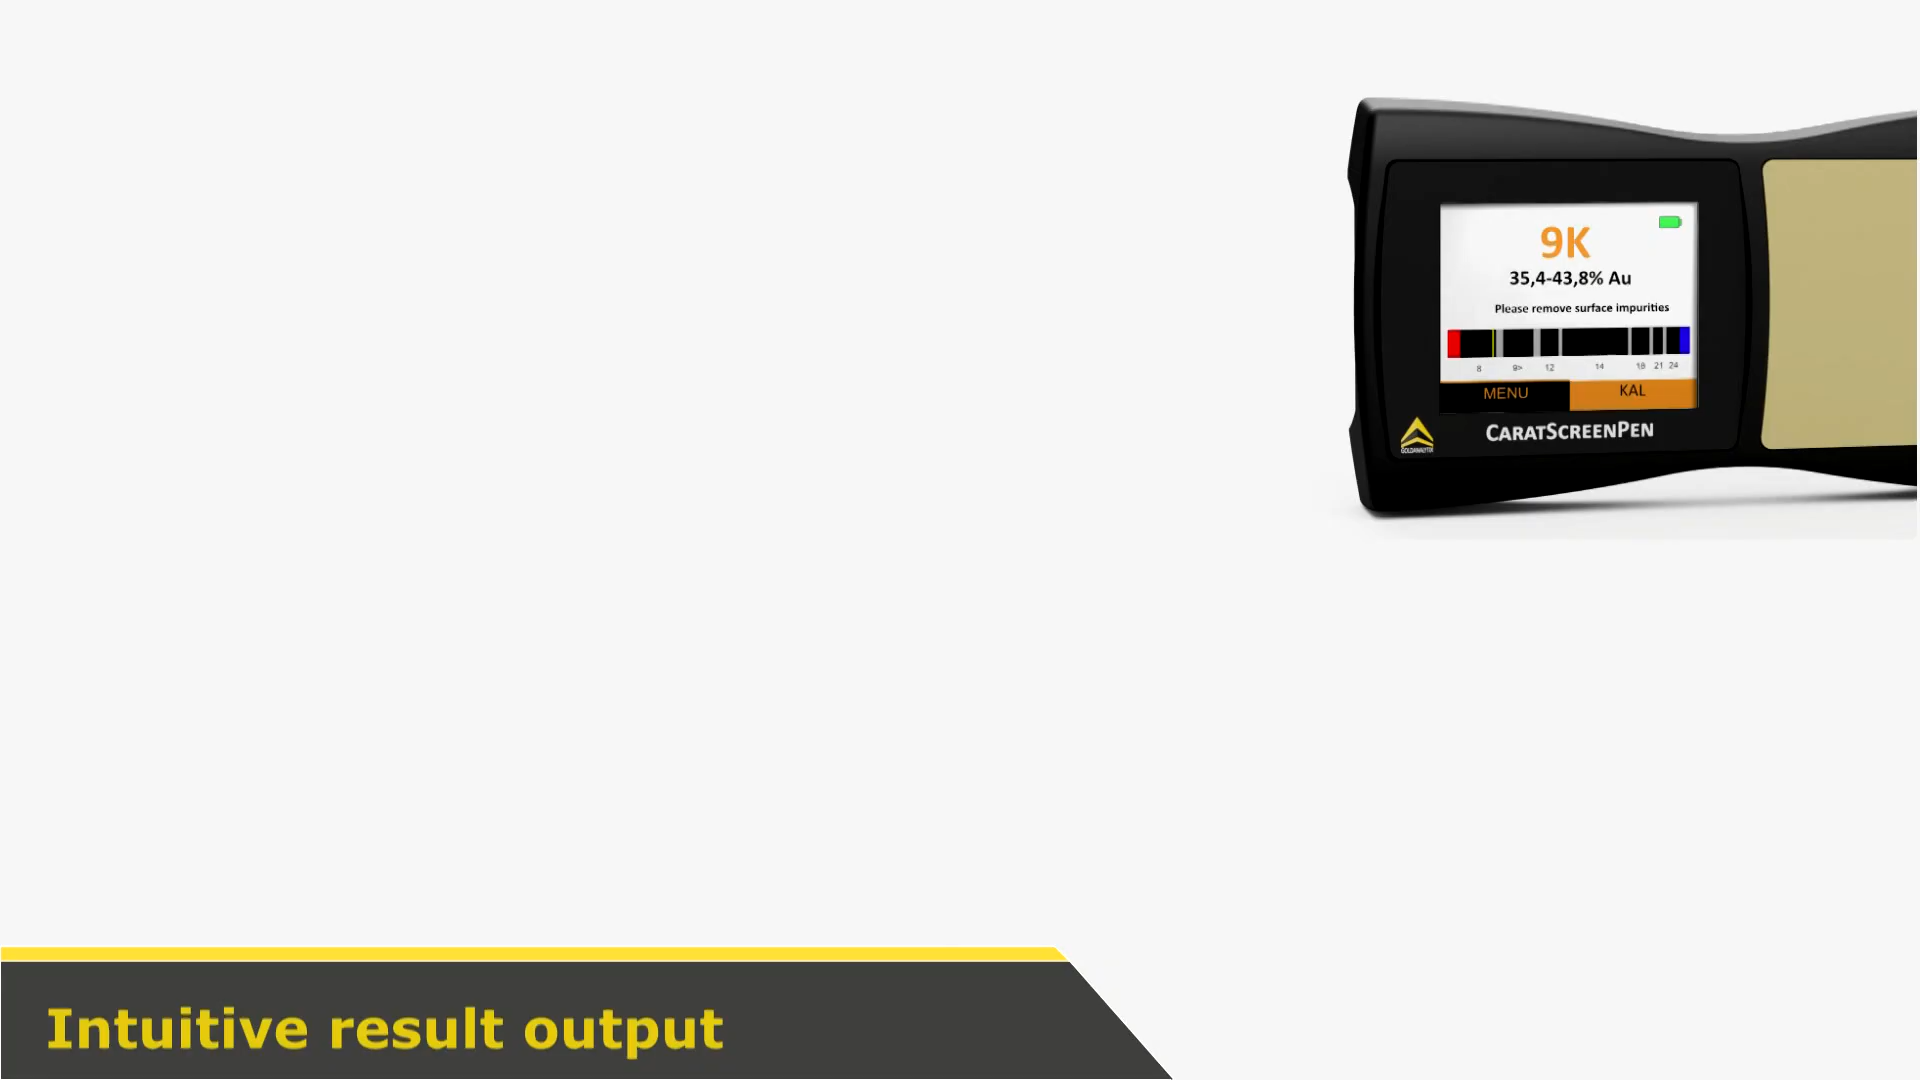 9K
35,4-43,8% Au
Please remove surface impurities
8 9> 12 14 18 21 24
MENU KAL
CARATSCREENPEN
GOLDANALYTIX
Intuitive result output